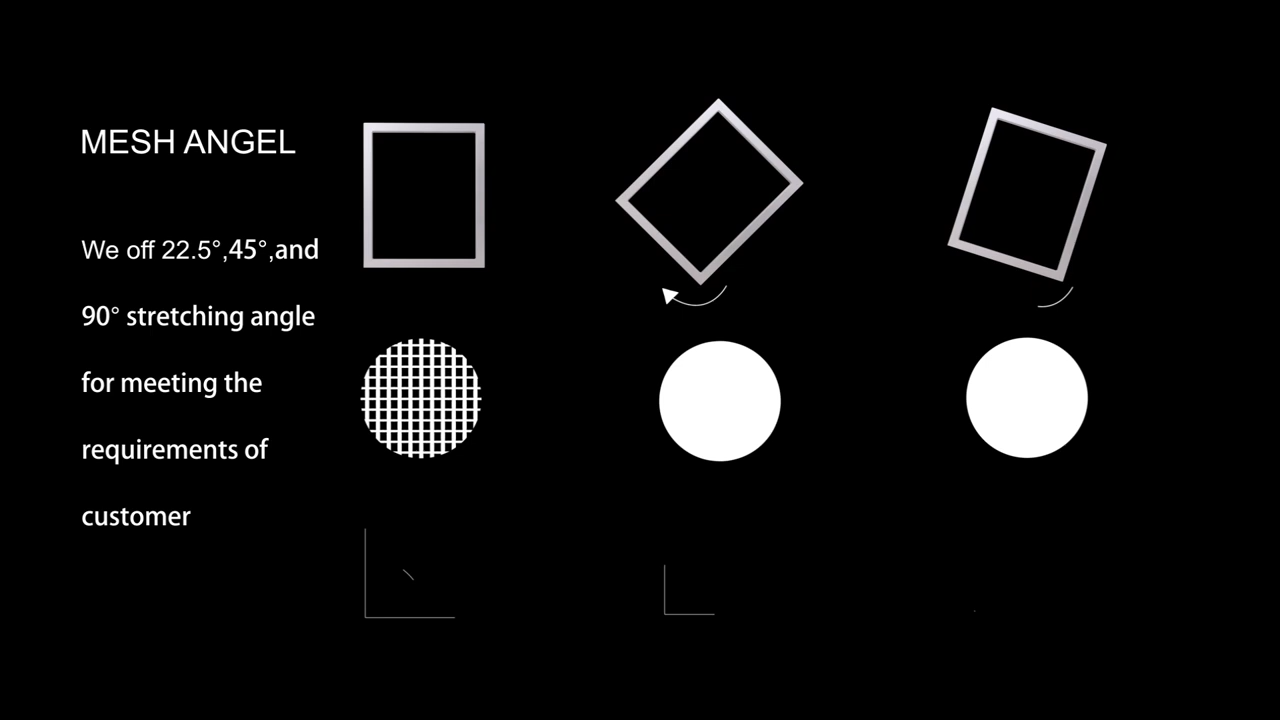 MESH ANGEL
We off 22.5°,45°,and
90° stretching angle
for meeting the
requirements of
customer